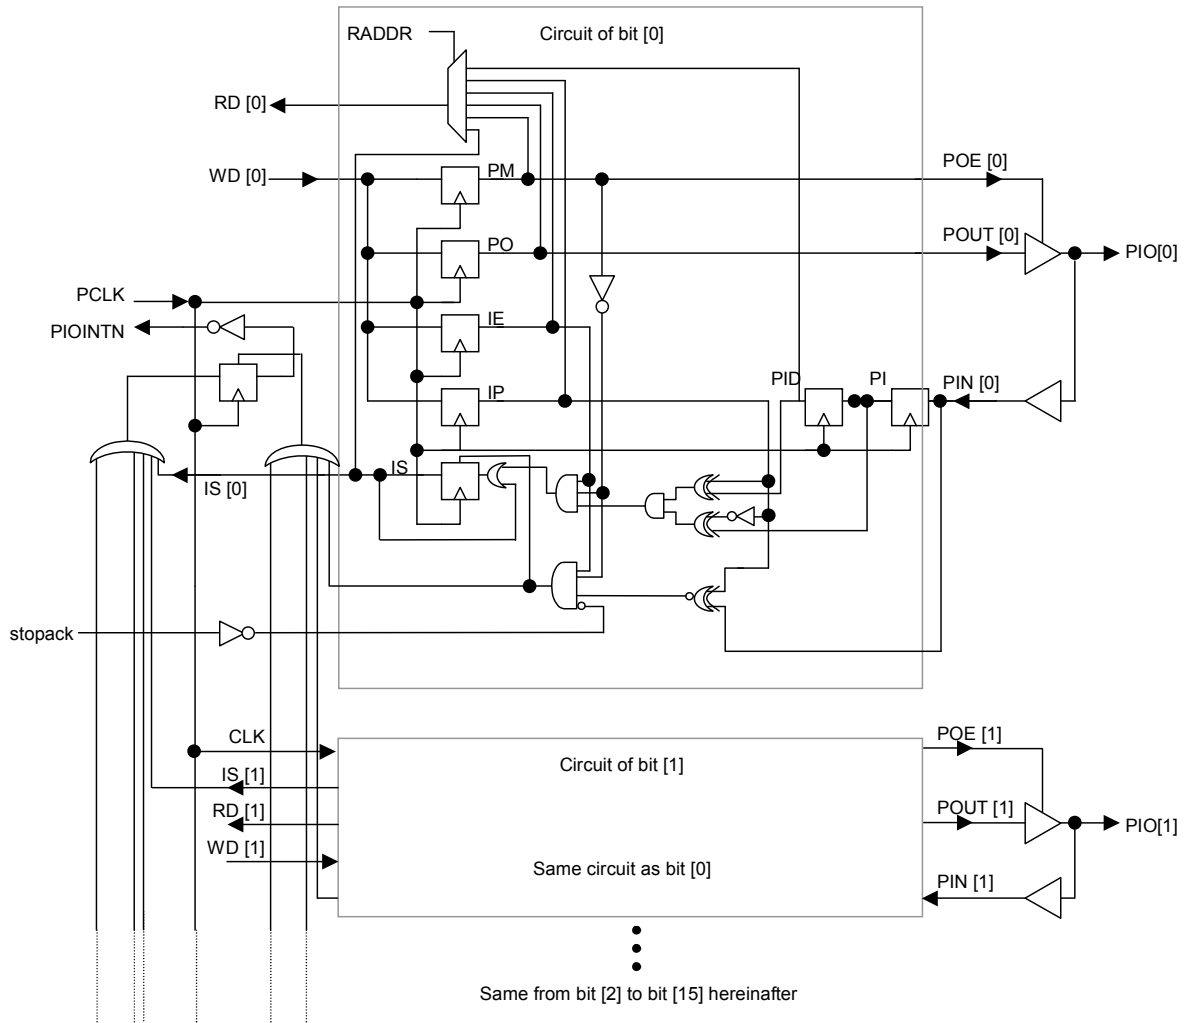 RADDR
Circuit of bit [0]
RD [0]
WD [0]
PM
POE [0]
PO
POUT [0]
PIO[0]
PCLK
PIOINTN
IE
PID
PI
PIN [0]
IP
IS
IS [0]
stopack
CLK
POE [1]
Circuit of bit [1]
IS [1]
RD [1]
POUT [1]
PIO[1]
WD [1]
Same circuit as bit [0]
PIN [1]
Same from bit [2] to bit [15] hereinafter